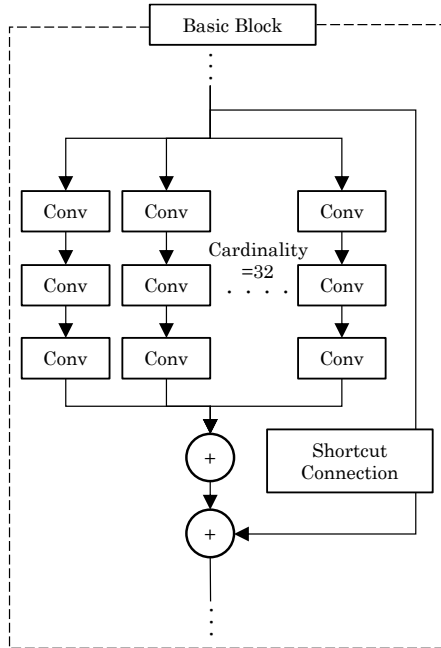 Basic Block
Conv Conv Conv
Cardinality
=32
Conv Conv Conv
Conv Conv Conv
+
Shortcut
Connection
+